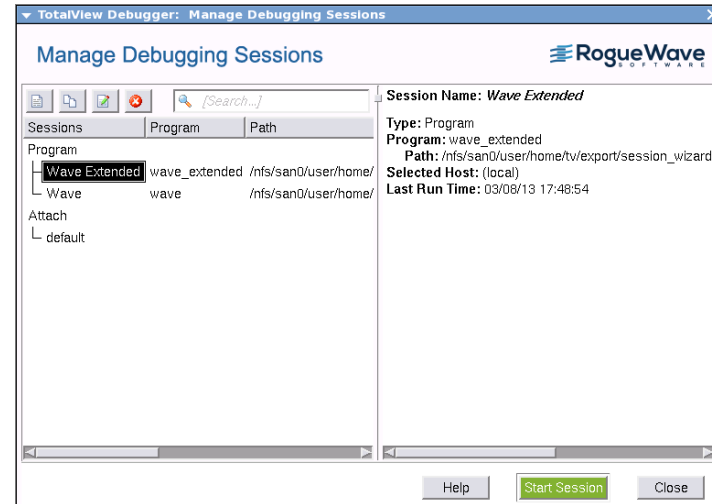 TotalView Debugger: Manage Debugging Sessions
Manage Debugging Sessions
RogueWave
SOFTWARE
[Search...]
Sessions Program Path
Program
Wave Extended wave_extended /nfs/san0/user/home/
Wave wave /nfs/san0/user/home/
Attach
default
Session Name: Wave Extended
Type: Program
Program: wave_extended
Path: /nfs/san0/user/home/tv/export/session_wizard
Selected Host: (local)
Last Run Time: 03/08/13 17:48:54
Help Start Session Close